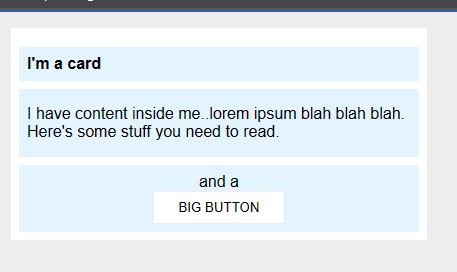 I'm a card
I have content inside me..lorem ipsum blah blah blah.
Here's some stuff you need to read.
and a
BIG BUTTON